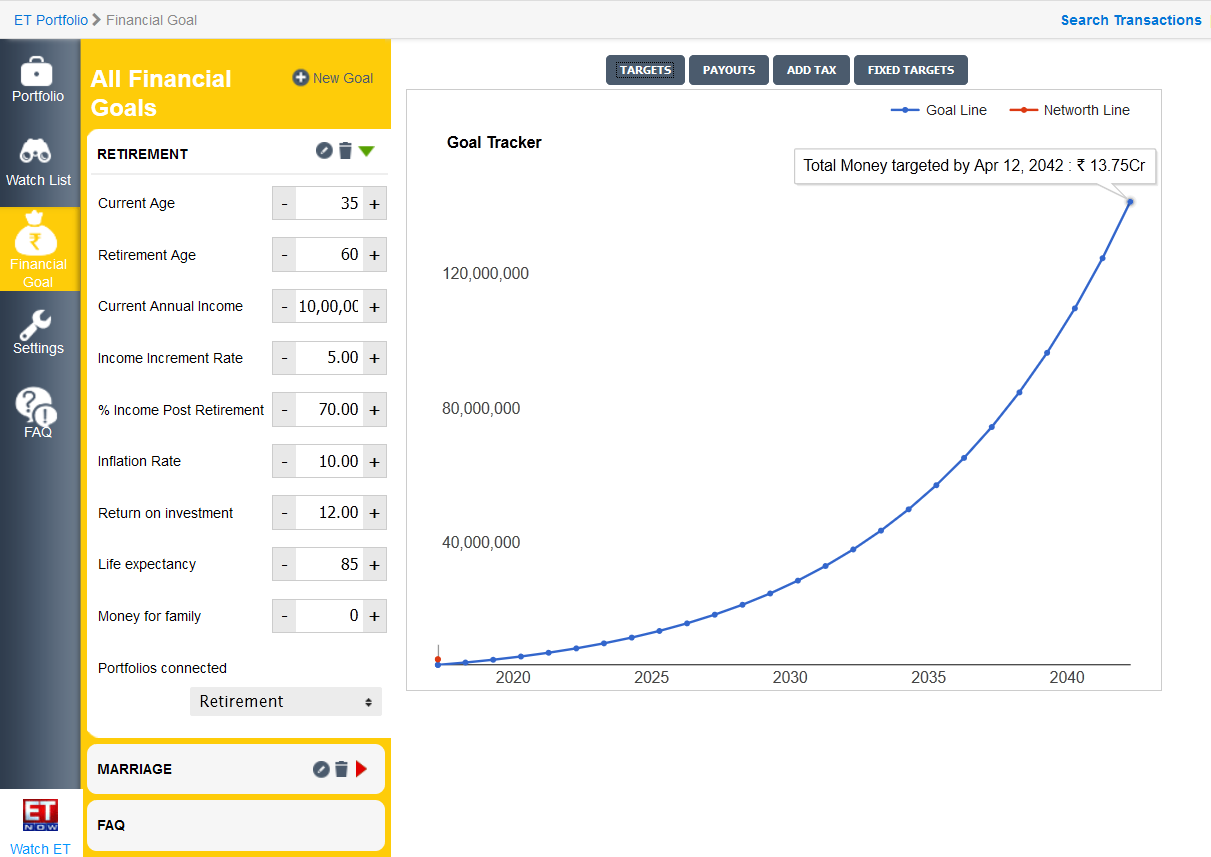 ET Portfolio Financial Goal
Search Transactions
Portfolio
Watch List
₹
Financial
Goal
Settings
FAQ
ET
NOW
Watch ET
All Financial
Goals
New Goal
RETIREMENT
Current Age - 35 +
Retirement Age - 60 +
Current Annual Income - 10,00,00 +
Income Increment Rate - 5.00 +
% Income Post Retirement - 70.00 +
Inflation Rate - 10.00 +
Return on investment - 12.00 +
Life expectancy - 85 +
Money for family - 0 +
Portfolios connected
Retirement
MARRIAGE
FAQ
TARGETS PAYOUTS ADD TAX FIXED TARGETS
Goal Line Networth Line
Goal Tracker
Total Money targeted by Apr 12, 2042 : ₹ 13.75Cr
120,000,000
80,000,000
40,000,000
2020 2025 2030 2035 2040